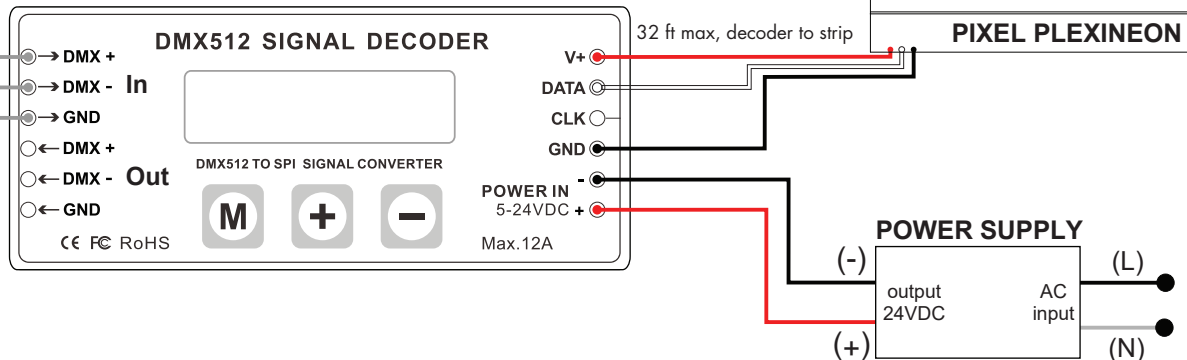 DMX512 SIGNAL DECODER
→ DMX +
→ DMX - In
→ GND
← DMX +
← DMX - Out
← GND
CE FC RoHS
DMX512 TO SPI SIGNAL CONVERTER
M + −
V+
DATA
CLK
GND
-
POWER IN
5-24VDC +
Max.12A
32 ft max, decoder to strip
PIXEL PLEXINEON
POWER SUPPLY
(-)
(+)
output
24VDC
AC
input
(L)
(N)